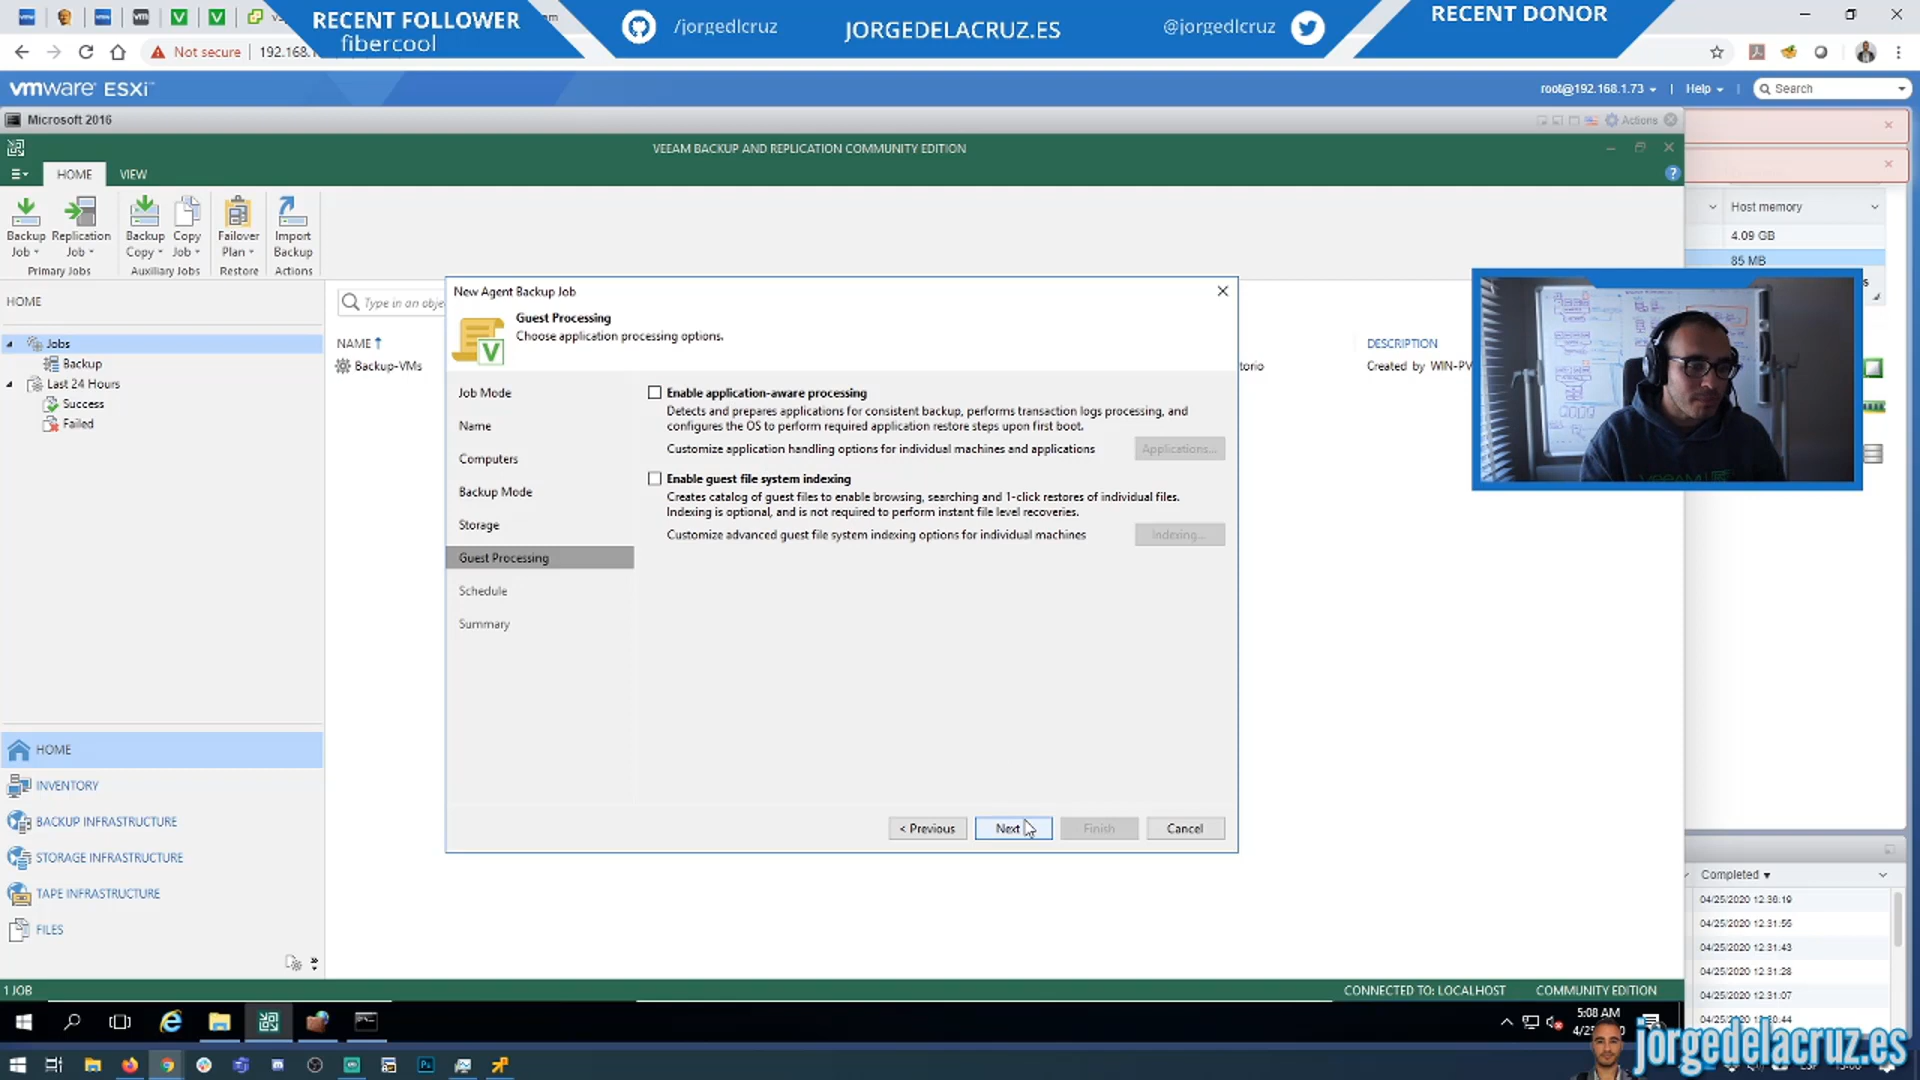 RECENT FOLLOWER
fibercool
/jorgedlcruz
JORGEDELACRUZ.ES
@jorgedlcruz
RECENT DONOR
Not secure
vmware ESXi
root@192.168.1.73
Help
Search
Microsoft 2016
Actions
VEEAM BACKUP AND REPLICATION COMMUNITY EDITION
HOME
VIEW
Backup Job
Replication Job
Backup Copy
Copy Job
Failover Plan
Import Backup
Primary Jobs
Auxiliary Jobs
Restore
Actions
Host memory
4.09 GB
85 MB
HOME
Jobs
Backup
Last 24 Hours
Success
Failed
NAME
Backup-VMs
DESCRIPTION
Created by WIN-PV
New Agent Backup Job
Guest Processing
Choose application processing options.
Job Mode
Name
Computers
Backup Mode
Storage
Guest Processing
Schedule
Summary
Enable application-aware processing
Detects and prepares applications for consistent backup, performs transaction logs processing, and
configures the OS to perform required application restore steps upon first boot.
Customize application handling options for individual machines and applications
Applications...
Enable guest file system indexing
Creates catalog of guest files to enable browsing, searching and 1-click restores of individual files.
Indexing is optional, and is not required to perform instant file level recoveries.
Customize advanced guest file system indexing options for individual machines
Indexing...
< Previous
Next
Finish
Cancel
HOME
INVENTORY
BACKUP INFRASTRUCTURE
STORAGE INFRASTRUCTURE
TAPE INFRASTRUCTURE
FILES
Completed
04/25/2020 12:36:19
04/25/2020 12:31:55
04/25/2020 12:31:43
04/25/2020 12:31:28
04/25/2020 12:31:07
1 JOB
CONNECTED TO: LOCALHOST
COMMUNITY EDITION
5:08 AM
jorgedelacruz.es